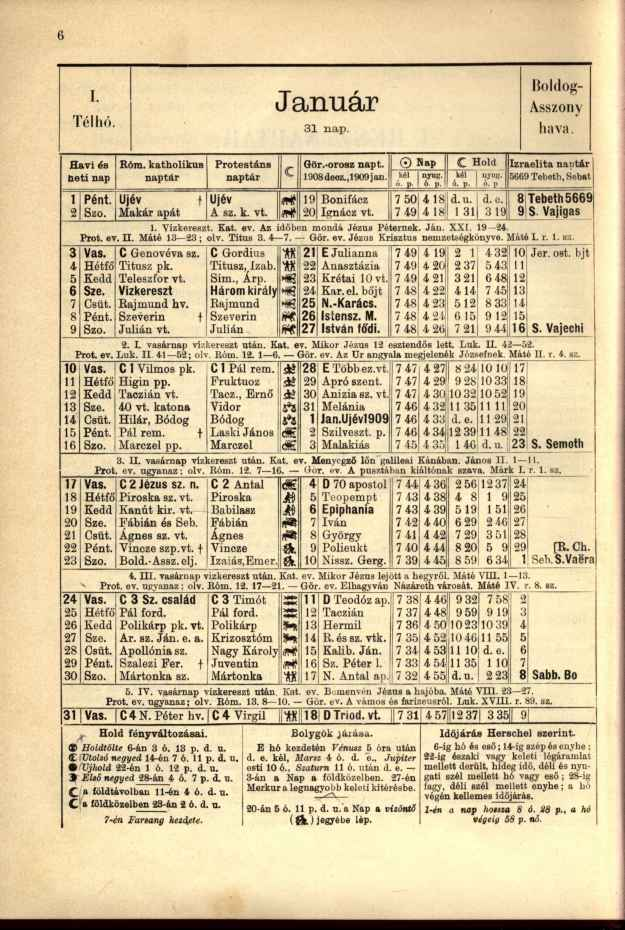 6
I.
Télhó.
Január
31 nap.
Boldog-
Asszony
hava.
Havi és heti nap | Róm. katholikus naptár | Protestáns naptár | ☾ | Gör.-orosz napt. 1908 decz., 1909 jan. | ☉ Nap kél ó. p. nyug. ó. p. | ☾ Hold kél ó. p. nyug. ó. p | Izraelita naptár 5669 Tebeth, Sebat
1 Pént. Ujév † Ujév 19 Bonifácz 7 50 4 18 d. u. d. e. 8 Tebeth 5669
2 Szo. Makár apát A sz. k. vt. 20 Ignácz vt. 7 49 4 18 1 31 3 19 9 S. Vajigas
1. Vízkereszt. Kat. ev. Az időben mondá Jézus Péternek. Ján. XXI. 19—24.
Prot. ev. II. Máté 13—23; olv. Titus 3. 4—7. — Gör. ev. Jézus Krisztus nemzetségkönyve. Máté I. r. 1. sz.
3 Vas. C Genovéva sz. C Gordius 21 E Julianna 7 49 4 19 2 1 4 32 10 Jer. ost. bjt
4 Hétfő Titusz pk. Titusz, Izab. 22 Anasztázia 7 49 4 20 2 37 5 43 11
5 Kedd Teleszfor vt. Sim., Árp. 23 Krétai 10 vt. 7 49 4 21 3 21 6 48 12
6 Sze. Vízkereszt Három király 24 Kar. el. bőjt 7 48 4 22 4 14 7 45 13
7 Csüt. Rajmund hv. Rajmund 25 N.-Karács. 7 48 4 23 5 12 8 33 14
8 Pént. Szeverin † Szeverin 26 Istensz. M. 7 48 4 24 6 15 9 12 15
9 Szo. Julián vt. Julián 27 István fődi. 7 48 4 26 7 21 9 44 16 S. Vajechi
2. I. vasárnap vízkereszt után. Kat. ev. Mikor Jézus 12 esztendős lett. Luk. II. 42—52.
Prot. ev. Luk. II. 41—52; olv. Róm. 12. 1—6. — Gör. ev. Az Ur angyala megjelenék Józsefnek. Máté II. r. 4. sz.
10 Vas. C 1 Vilmos pk. C 1 Pál rem. 28 E Több ez. vt. 7 47 4 27 8 24 10 10 17
11 Hétfő Higin pp. Fruktuoz 29 Apró szent. 7 47 4 29 9 28 10 33 18
12 Kedd Taczián vt. Tacz., Ernő 30 Anizia sz. vt. 7 47 4 30 10 32 10 52 19
13 Sze. 40 vt. katona Vidor 31 Melánia 7 46 4 32 11 35 11 11 20
14 Csüt. Hilár, Bódog Bódog 1 Jan. Ujév 1909 7 46 4 33 d. e. 11 29 21
15 Pént. Pál rem. † Laski János 2 Szilveszt. p. 7 46 4 34 12 39 11 48 22
16 Szo. Marczel pp. Marczel 3 Malakiás 7 45 4 35 1 46 d. u. 23 S. Semoth
3. II. vasárnap vízkereszt után. Kat. ev. Menyegző lőn galileai Kánában. János II. 1—11.
Prot. ev. ugyanaz; olv. Róm. 12. 7—16. — Gör. ev. A pusztában kiáltónak szava. Márk I. r. 1. sz.
17 Vas. C 2 Jézus sz. n. C 2 Antal 4 D 70 apostol 7 44 4 36 2 56 12 37 24
18 Hétfő Piroska sz. vt. Piroska 5 Teopempt 7 43 4 38 4 8 1 9 25
19 Kedd Kanút kir. vt. Babilasz 6 Epiphania 7 43 4 39 5 19 1 51 26
20 Sze. Fábián és Seb. Fábián 7 Iván 7 42 4 40 6 29 2 46 27
21 Csüt. Ágnes sz. vt. Ágnes 8 György 7 41 4 42 7 29 3 51 28
22 Pént. Vincze szp. vt. † Vincze 9 Polieukt 7 40 4 44 8 20 5 9 29 [R. Ch.
23 Szo. Bold.-Assz. elj. Izaiás, Emer. 10 Nissz. Gerg. 7 39 4 45 8 59 6 34 1 Seb. S. Vaëra
4. III. vasárnap vízkereszt után. Kat. ev. Mikor Jézus lejött a hegyről. Máté VIII. 1—13.
Prot. ev. ugyanaz; olv. Róm. 12. 17—21. — Gör. ev. Elhagyván Názáreth városát. Máté IV. r. 8. sz.
24 Vas. C 3 Sz. család C 3 Timót 11 D Teodóz ap. 7 38 4 46 9 32 7 58 2
25 Hétfő Pál ford. Pál ford. 12 Taczián 7 37 4 48 9 59 9 19 3
26 Kedd Polikárp pk. vt. Polikárp 13 Hermil 7 36 4 50 10 23 10 39 4
27 Sze. Ar. sz. Ján. e. a. Krizosztóm 14 R. és sz. vtk. 7 35 4 52 10 46 11 55 5
28 Csüt. Apollónia sz. Nagy Károly 15 Kalib. Ján. 7 34 4 53 11 10 d. e. 6
29 Pént. Szalezi Fer. † Juventin 16 Sz. Péter l. 7 33 4 54 11 35 1 10 7
30 Szo. Mártonka sz. Mártonka 17 N. Antal ap. 7 32 4 55 d. u. 2 23 8 Sabb. Bo
5. IV. vasárnap vízkereszt után. Kat. ev. Bemenvén Jézus a hajóba. Máté VIII. 23—27.
Prot. ev. ugyanaz; olv. Róm. 13. 8—10. — Gör. ev. A vámos és farizeusról. Luk. XVIII. r. 89. sz.
31 Vas. C 4 N. Péter hv. C 4 Virgil 18 D Triod. vt. 7 31 4 57 12 37 3 35 9
Hold fényváltozásai.
Holdtölte 6-án 3 ó. 13 p. d. u.
Utolsó negyed 14-én 7 ó. 11 p. d. u.
Ujhold 22-én 1 ó. 12 p. d. u.
Első negyed 28-án 4 ó. 7 p. d. u.
a földtávolban 11-én 4 ó. d. u.
a földközelben 23-án 2 ó. d. u.
7-én Farsang kezdete.
Bolygók járása.
E hó kezdetén Vénusz 5 óra után
d. e. kél, Marsz 4 ó. d. e., Jupiter
esti 10 ó., Szaturn 11 ó. után d. e. —
3-án a Nap a földközelben. 27-én
Merkur a legnagyobb keleti kitérésbe.
20-án 5 ó. 11 p. d. u. a Nap a vízöntő
( ) jegyébe lép.
Időjárás Herschel szerint.
6-ig hó és eső; 14-ig szép és enyhe;
22-ig északi vagy keleti légáramlat
mellett derült, hideg idő, déli és nyu-
gati szél mellett hó vagy eső; 28-ig
fagy, déli szél mellett enyhe; a hó
végén kellemes időjárás.
1-én a nap hossza 8 ó. 28 p., a hó
végeig 58 p. nő.